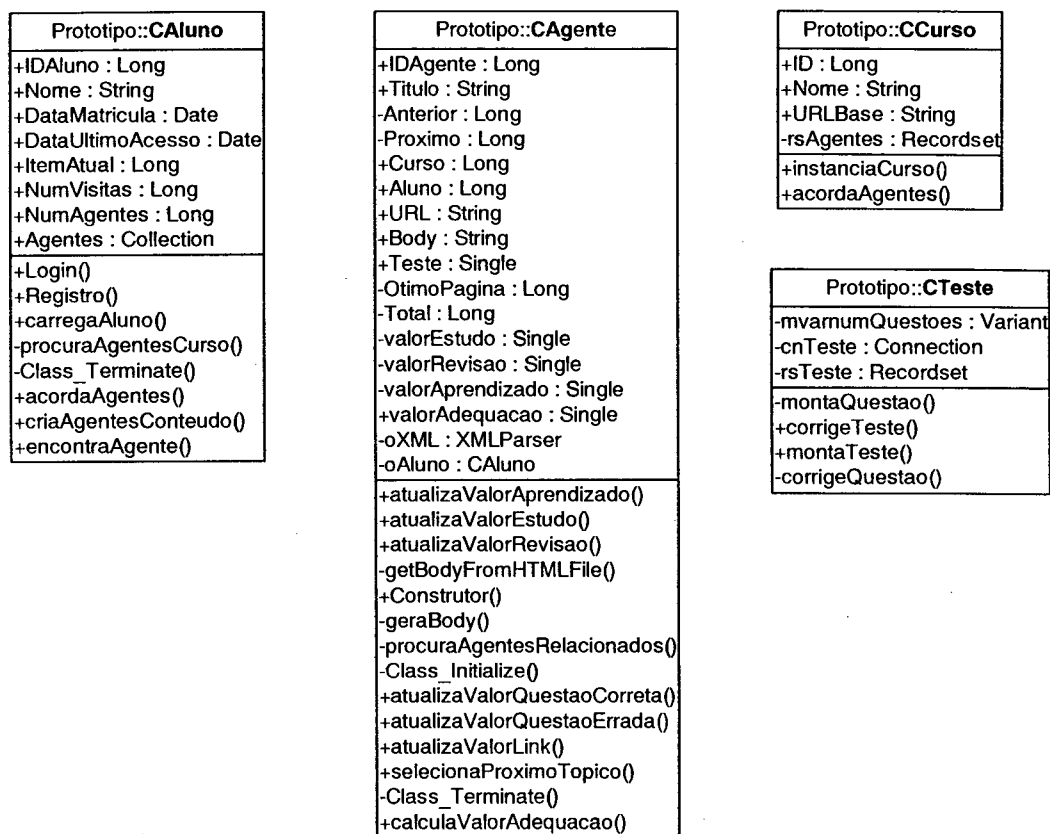 Prototipo::CAluno
+IDAluno : Long
+Nome : String
+DataMatricula : Date
+DataUltimoAcesso : Date
+ItemAtual : Long
+NumVisitas : Long
+NumAgentes : Long
+Agentes : Collection
+Login()
+Registro()
+carregaAluno()
-procuraAgentesCurso()
-Class_Terminate()
+acordaAgentes()
+criaAgentesConteudo()
+encontraAgente()
Prototipo::CAgente
+IDAgente : Long
+Titulo : String
-Anterior : Long
-Proximo : Long
+Curso : Long
+Aluno : Long
+URL : String
+Body : String
+Teste : Single
-OtimoPagina : Long
-Total : Long
-valorEstudo : Single
-valorRevisao : Single
-valorAprendizado : Single
+valorAdequacao : Single
-oXML : XMLParser
-oAluno : CAluno
+atualizaValorAprendizado()
+atualizaValorEstudo()
+atualizaValorRevisao()
-getBodyFromHTMLFile()
+Construtor()
-geraBody()
-procuraAgentesRelacionados()
-Class_Initialize()
+atualizaValorQuestaoCorreta()
+atualizaValorQuestaoErrada()
+atualizaValorLink()
+selecionaProximoTopico()
-Class_Terminate()
+calculaValorAdequacao()
Prototipo::CCurso
+ID : Long
+Nome : String
+URLBase : String
-rsAgentes : Recordset
+instanciaCurso()
+acordaAgentes()
Prototipo::CTeste
-mvarnumQuestoes : Variant
-cnTeste : Connection
-rsTeste : Recordset
-montaQuestao()
+corrigeTeste()
+montaTeste()
-corrigeQuestao()